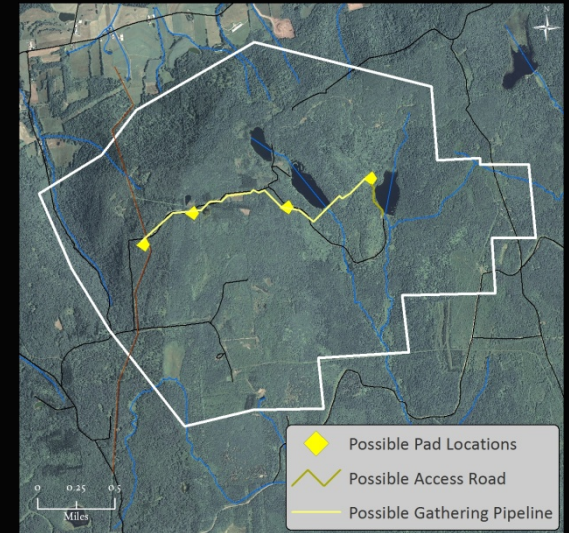 N
Possible Pad Locations
Possible Access Road
Possible Gathering Pipeline
0 0.25 0.5
Miles